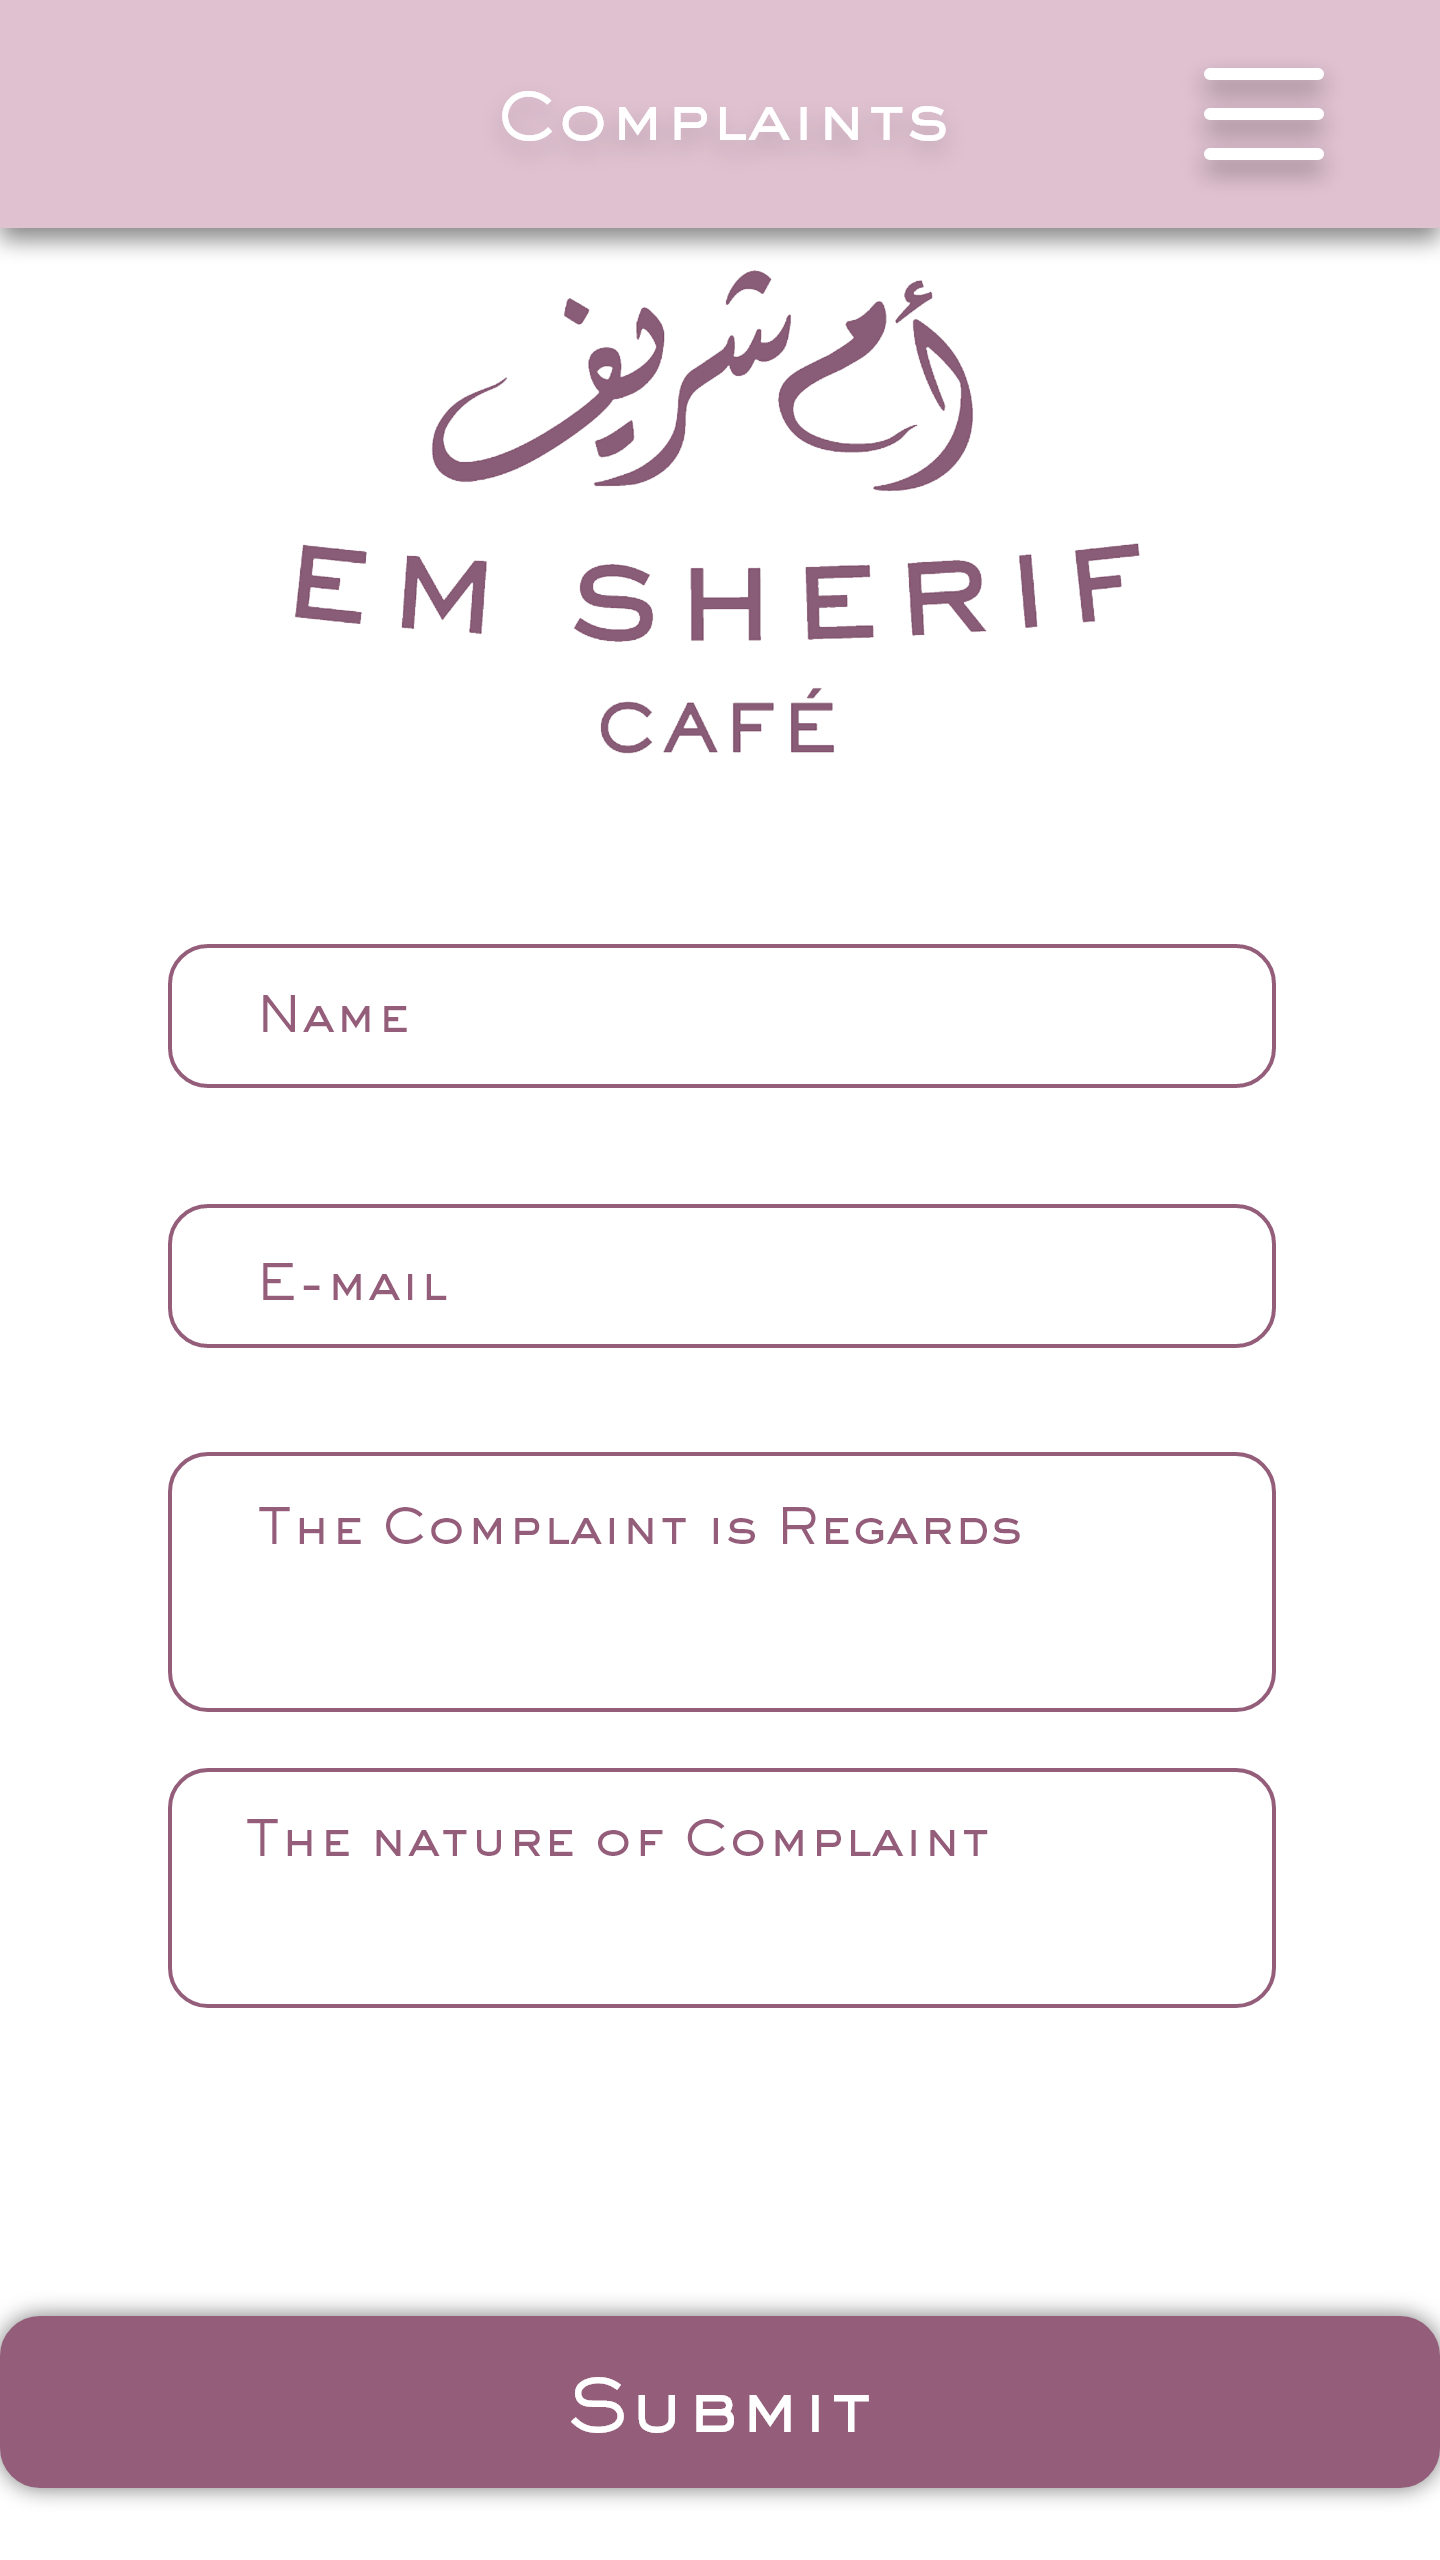 Complaints
أم شريف
EM SHERIF
CAFÉ
Name
E-mail
The Complaint is Regards
The nature of Complaint
Submit